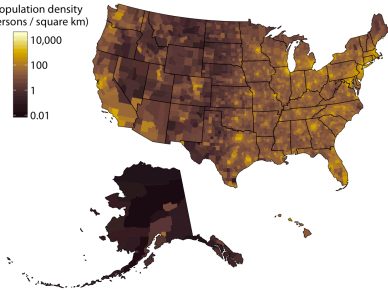 opulation density
ersons / square km)
10,000
100
1
0.01